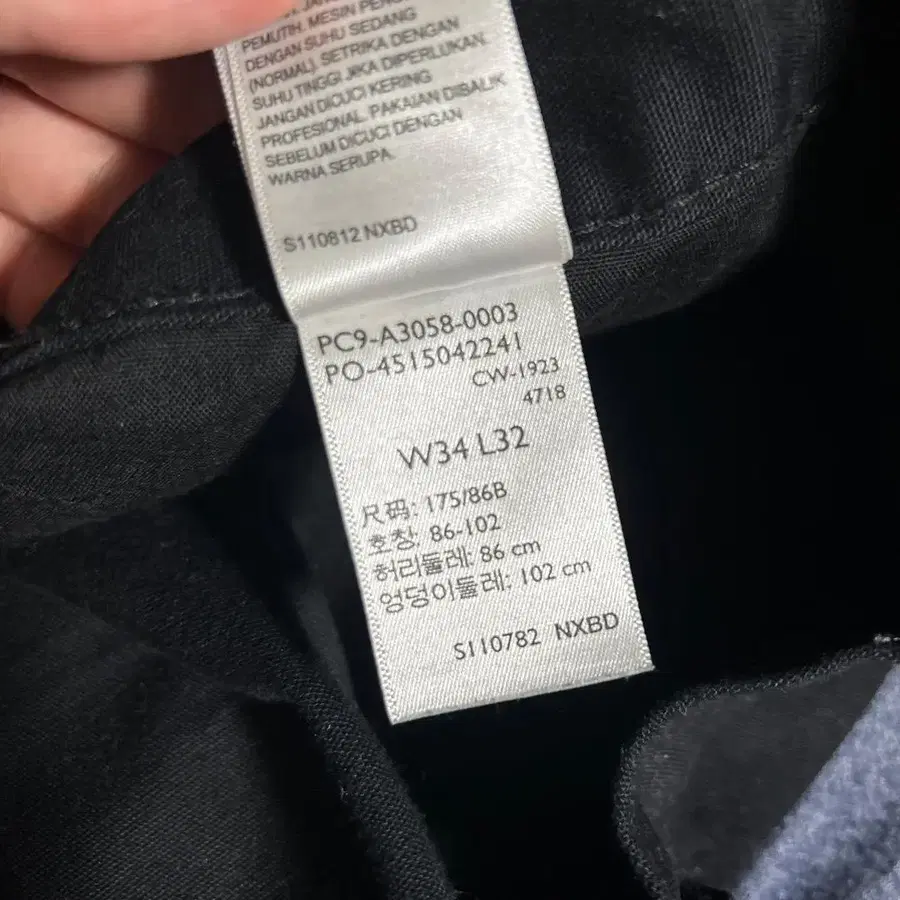 PEMUTIH. MESIN
DENGAN SUHU SEDANG
(NORMAL). SETRIKA DENGAN
SUHU TINGGI JIKA DIPERLUKAN.
JANGAN DICUCI KERING
PROFESIONAL. PAKAIAN DIBALIK
SEBELUM DICUCI DENGAN
WARNA SERUPA.
S110812 NXBD
PC9-A3058-0003
PO-4515042241
CW-1923
4718
W34 L32
尺码: 175/86B
호칭: 86-102
허리둘레: 86 cm
엉덩이둘레: 102 cm
S110782 NXBD